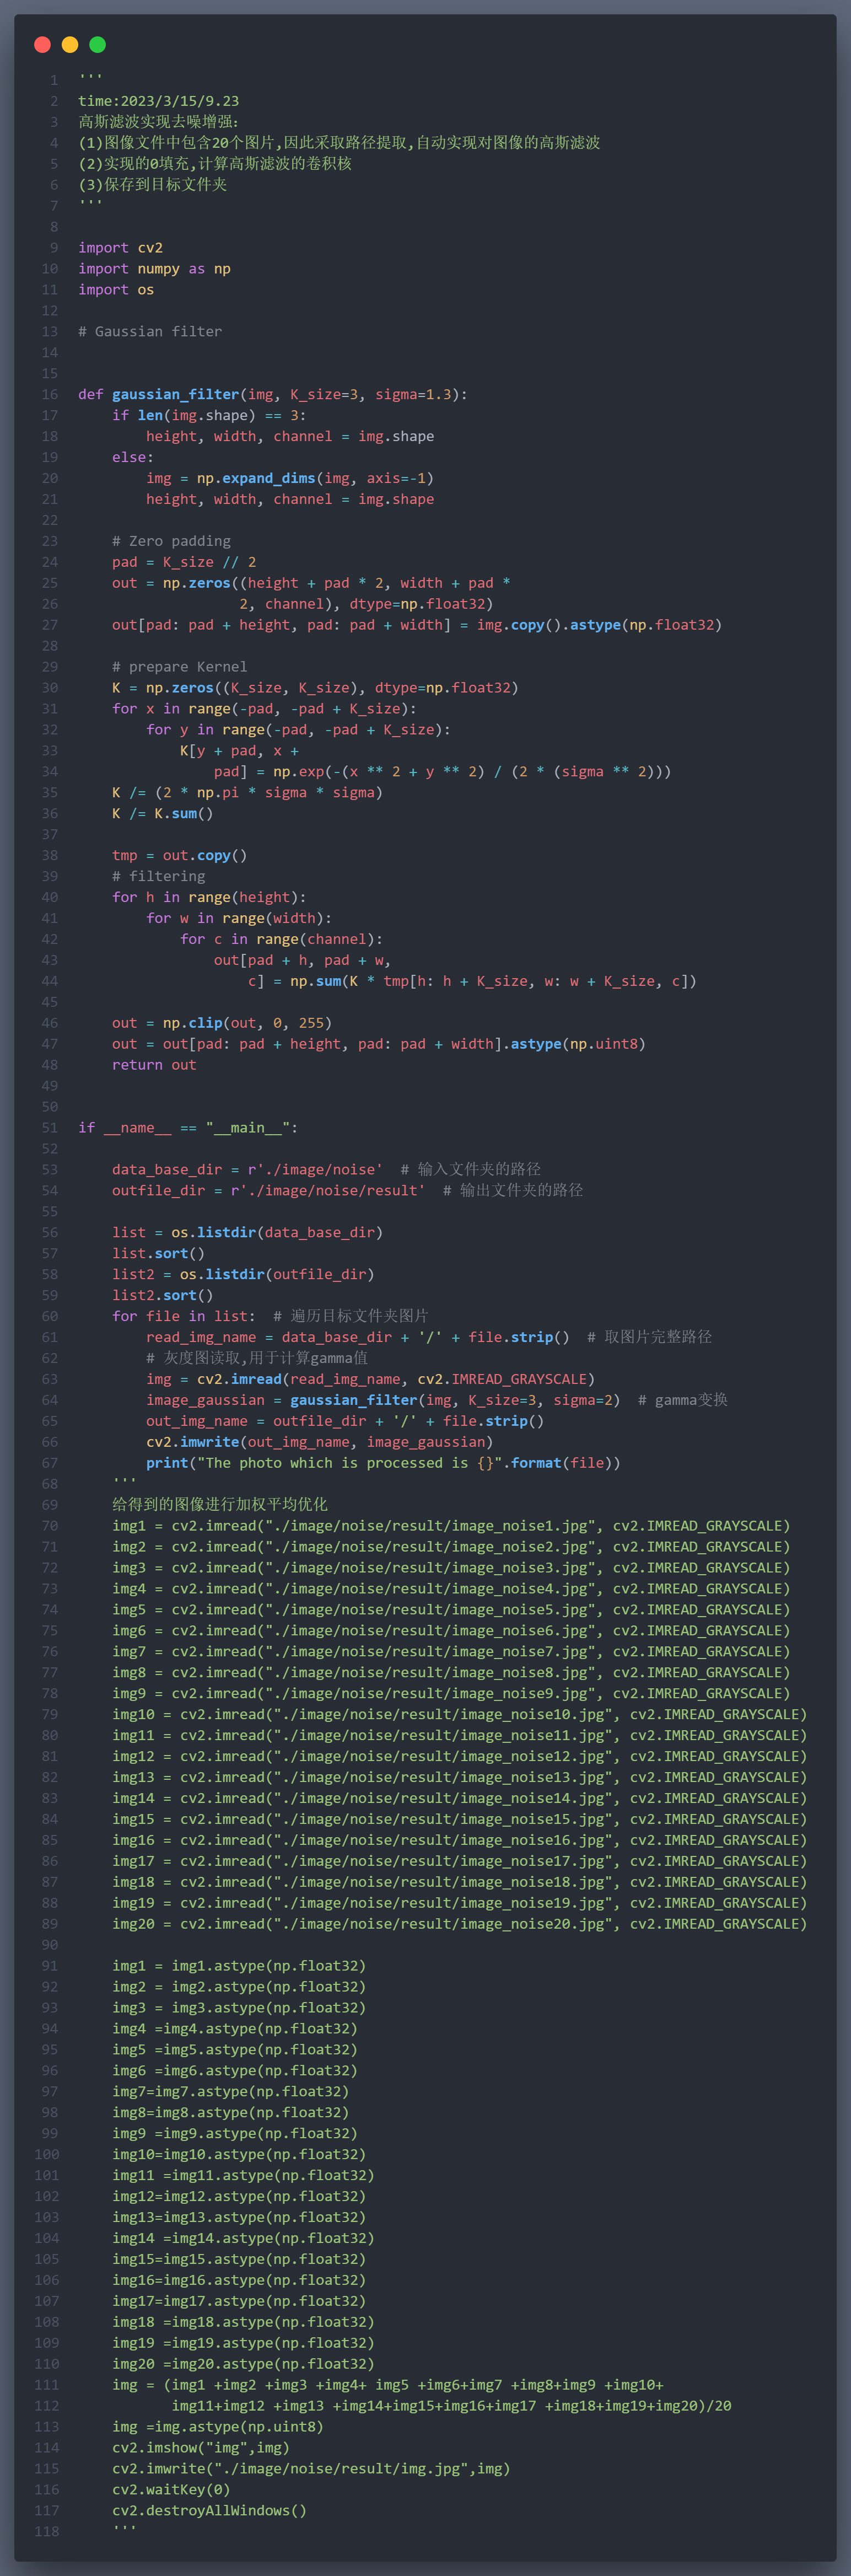 1 '''
2 time:2023/3/15/9.23
3 高斯滤波实现去噪增强:
4 (1)图像文件中包含20个图片,因此采取路径提取,自动实现对图像的高斯滤波
5 (2)实现的0填充,计算高斯滤波的卷积核
6 (3)保存到目标文件夹
7 '''
8
9 import cv2
10 import numpy as np
11 import os
12
13 # Gaussian filter
14
15
16 def gaussian_filter(img, K_size=3, sigma=1.3):
17     if len(img.shape) == 3:
18         height, width, channel = img.shape
19     else:
20         img = np.expand_dims(img, axis=-1)
21         height, width, channel = img.shape
22
23     # Zero padding
24     pad = K_size // 2
25     out = np.zeros((height + pad * 2, width + pad *
26                    2, channel), dtype=np.float32)
27     out[pad: pad + height, pad: pad + width] = img.copy().astype(np.float32)
28
29     # prepare Kernel
30     K = np.zeros((K_size, K_size), dtype=np.float32)
31     for x in range(-pad, -pad + K_size):
32         for y in range(-pad, -pad + K_size):
33             K[y + pad, x +
34                 pad] = np.exp(-(x ** 2 + y ** 2) / (2 * (sigma ** 2)))
35     K /= (2 * np.pi * sigma * sigma)
36     K /= K.sum()
37
38     tmp = out.copy()
39     # filtering
40     for h in range(height):
41         for w in range(width):
42             for c in range(channel):
43                 out[pad + h, pad + w,
44                     c] = np.sum(K * tmp[h: h + K_size, w: w + K_size, c])
45
46     out = np.clip(out, 0, 255)
47     out = out[pad: pad + height, pad: pad + width].astype(np.uint8)
48     return out
49
50
51 if __name__ == "__main__":
52
53     data_base_dir = r'./image/noise'  # 输入文件夹的路径
54     outfile_dir = r'./image/noise/result'  # 输出文件夹的路径
55
56     list = os.listdir(data_base_dir)
57     list.sort()
58     list2 = os.listdir(outfile_dir)
59     list2.sort()
60     for file in list:  # 遍历目标文件夹图片
61         read_img_name = data_base_dir + '/' + file.strip()  # 取图片完整路径
62         # 灰度图读取,用于计算gamma值
63         img = cv2.imread(read_img_name, cv2.IMREAD_GRAYSCALE)
64         image_gaussian = gaussian_filter(img, K_size=3, sigma=2)  # gamma变换
65         out_img_name = outfile_dir + '/' + file.strip()
66         cv2.imwrite(out_img_name, image_gaussian)
67         print("The photo which is processed is {}".format(file))
68     '''
69     给得到的图像进行加权平均优化
70     img1 = cv2.imread("./image/noise/result/image_noise1.jpg", cv2.IMREAD_GRAYSCALE)
71     img2 = cv2.imread("./image/noise/result/image_noise2.jpg", cv2.IMREAD_GRAYSCALE)
72     img3 = cv2.imread("./image/noise/result/image_noise3.jpg", cv2.IMREAD_GRAYSCALE)
73     img4 = cv2.imread("./image/noise/result/image_noise4.jpg", cv2.IMREAD_GRAYSCALE)
74     img5 = cv2.imread("./image/noise/result/image_noise5.jpg", cv2.IMREAD_GRAYSCALE)
75     img6 = cv2.imread("./image/noise/result/image_noise6.jpg", cv2.IMREAD_GRAYSCALE)
76     img7 = cv2.imread("./image/noise/result/image_noise7.jpg", cv2.IMREAD_GRAYSCALE)
77     img8 = cv2.imread("./image/noise/result/image_noise8.jpg", cv2.IMREAD_GRAYSCALE)
78     img9 = cv2.imread("./image/noise/result/image_noise9.jpg", cv2.IMREAD_GRAYSCALE)
79     img10 = cv2.imread("./image/noise/result/image_noise10.jpg", cv2.IMREAD_GRAYSCALE)
80     img11 = cv2.imread("./image/noise/result/image_noise11.jpg", cv2.IMREAD_GRAYSCALE)
81     img12 = cv2.imread("./image/noise/result/image_noise12.jpg", cv2.IMREAD_GRAYSCALE)
82     img13 = cv2.imread("./image/noise/result/image_noise13.jpg", cv2.IMREAD_GRAYSCALE)
83     img14 = cv2.imread("./image/noise/result/image_noise14.jpg", cv2.IMREAD_GRAYSCALE)
84     img15 = cv2.imread("./image/noise/result/image_noise15.jpg", cv2.IMREAD_GRAYSCALE)
85     img16 = cv2.imread("./image/noise/result/image_noise16.jpg", cv2.IMREAD_GRAYSCALE)
86     img17 = cv2.imread("./image/noise/result/image_noise17.jpg", cv2.IMREAD_GRAYSCALE)
87     img18 = cv2.imread("./image/noise/result/image_noise18.jpg", cv2.IMREAD_GRAYSCALE)
88     img19 = cv2.imread("./image/noise/result/image_noise19.jpg", cv2.IMREAD_GRAYSCALE)
89     img20 = cv2.imread("./image/noise/result/image_noise20.jpg", cv2.IMREAD_GRAYSCALE)
90
91     img1 = img1.astype(np.float32)
92     img2 = img2.astype(np.float32)
93     img3 = img3.astype(np.float32)
94     img4 =img4.astype(np.float32)
95     img5 =img5.astype(np.float32)
96     img6 =img6.astype(np.float32)
97     img7=img7.astype(np.float32)
98     img8=img8.astype(np.float32)
99     img9 =img9.astype(np.float32)
100     img10=img10.astype(np.float32)
101     img11 =img11.astype(np.float32)
102     img12=img12.astype(np.float32)
103     img13=img13.astype(np.float32)
104     img14 =img14.astype(np.float32)
105     img15=img15.astype(np.float32)
106     img16=img16.astype(np.float32)
107     img17=img17.astype(np.float32)
108     img18 =img18.astype(np.float32)
109     img19 =img19.astype(np.float32)
110     img20 =img20.astype(np.float32)
111     img = (img1 +img2 +img3 +img4+ img5 +img6+img7 +img8+img9 +img10+
112            img11+img12 +img13 +img14+img15+img16+img17 +img18+img19+img20)/20
113     img =img.astype(np.uint8)
114     cv2.imshow("img",img)
115     cv2.imwrite("./image/noise/result/img.jpg",img)
116     cv2.waitKey(0)
117     cv2.destroyAllWindows()
118     '''